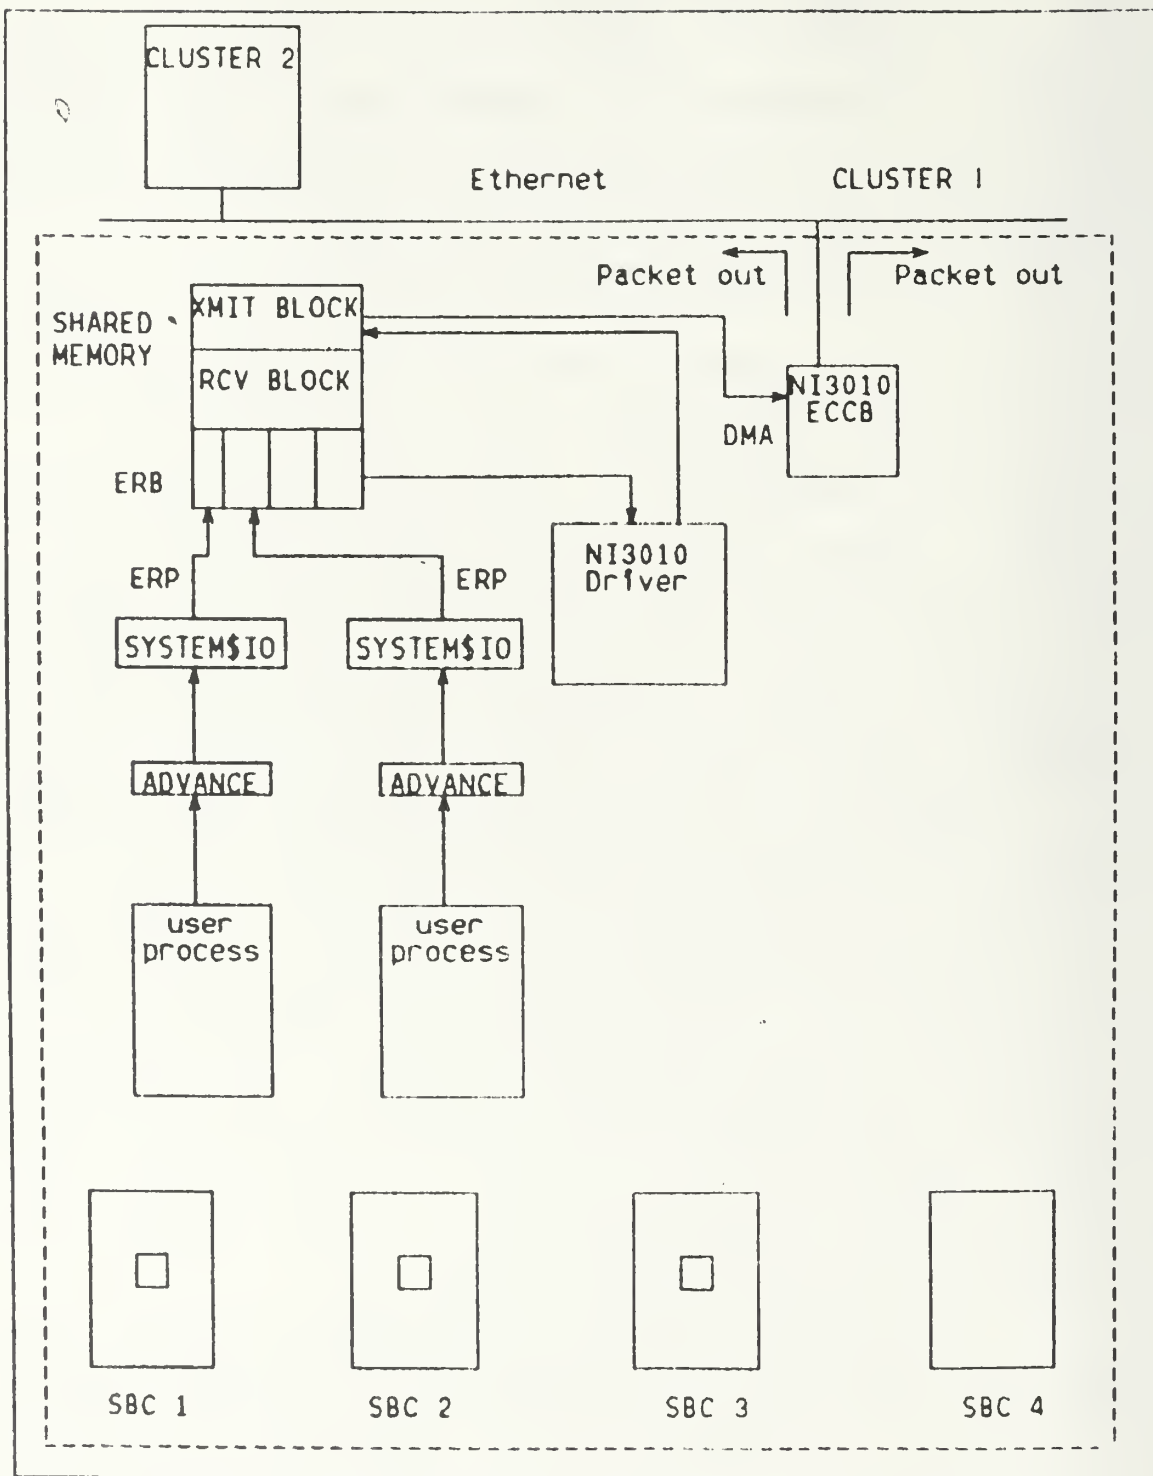 CLUSTER 2
Ethernet
CLUSTER 1
Packet out
Packet out
SHARED
MEMORY
XMIT BLOCK
RCV BLOCK
NI3010
ECCB
DMA
ERB
NI3010
Driver
ERP
ERP
SYSTEM$IO
SYSTEM$IO
ADVANCE
ADVANCE
user
process
user
process
SBC 1
SBC 2
SBC 3
SBC 4